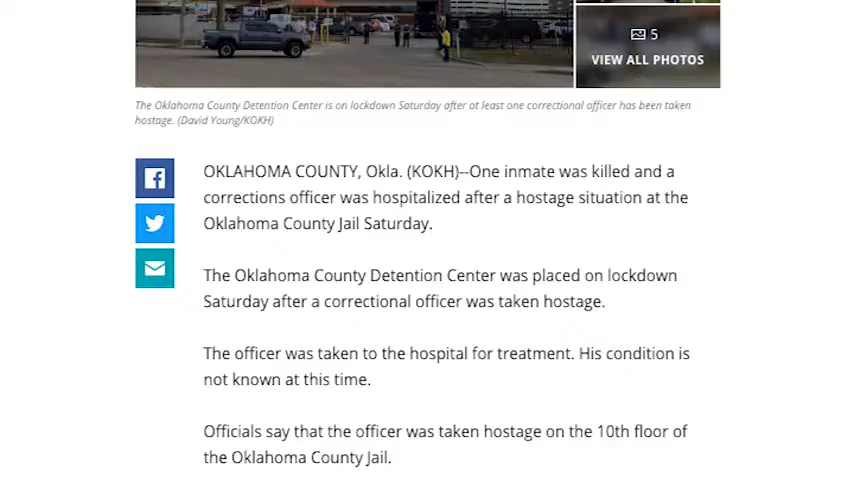 5
VIEW ALL PHOTOS
The Oklahoma County Detention Center is on lockdown Saturday after at least one correctional officer has been taken
hostage. (David Young/KOKH)
OKLAHOMA COUNTY, Okla. (KOKH)--One inmate was killed and a
corrections officer was hospitalized after a hostage situation at the
Oklahoma County Jail Saturday.
The Oklahoma County Detention Center was placed on lockdown
Saturday after a correctional officer was taken hostage.
The officer was taken to the hospital for treatment. His condition is
not known at this time.
Officials say that the officer was taken hostage on the 10th floor of
the Oklahoma County Jail.